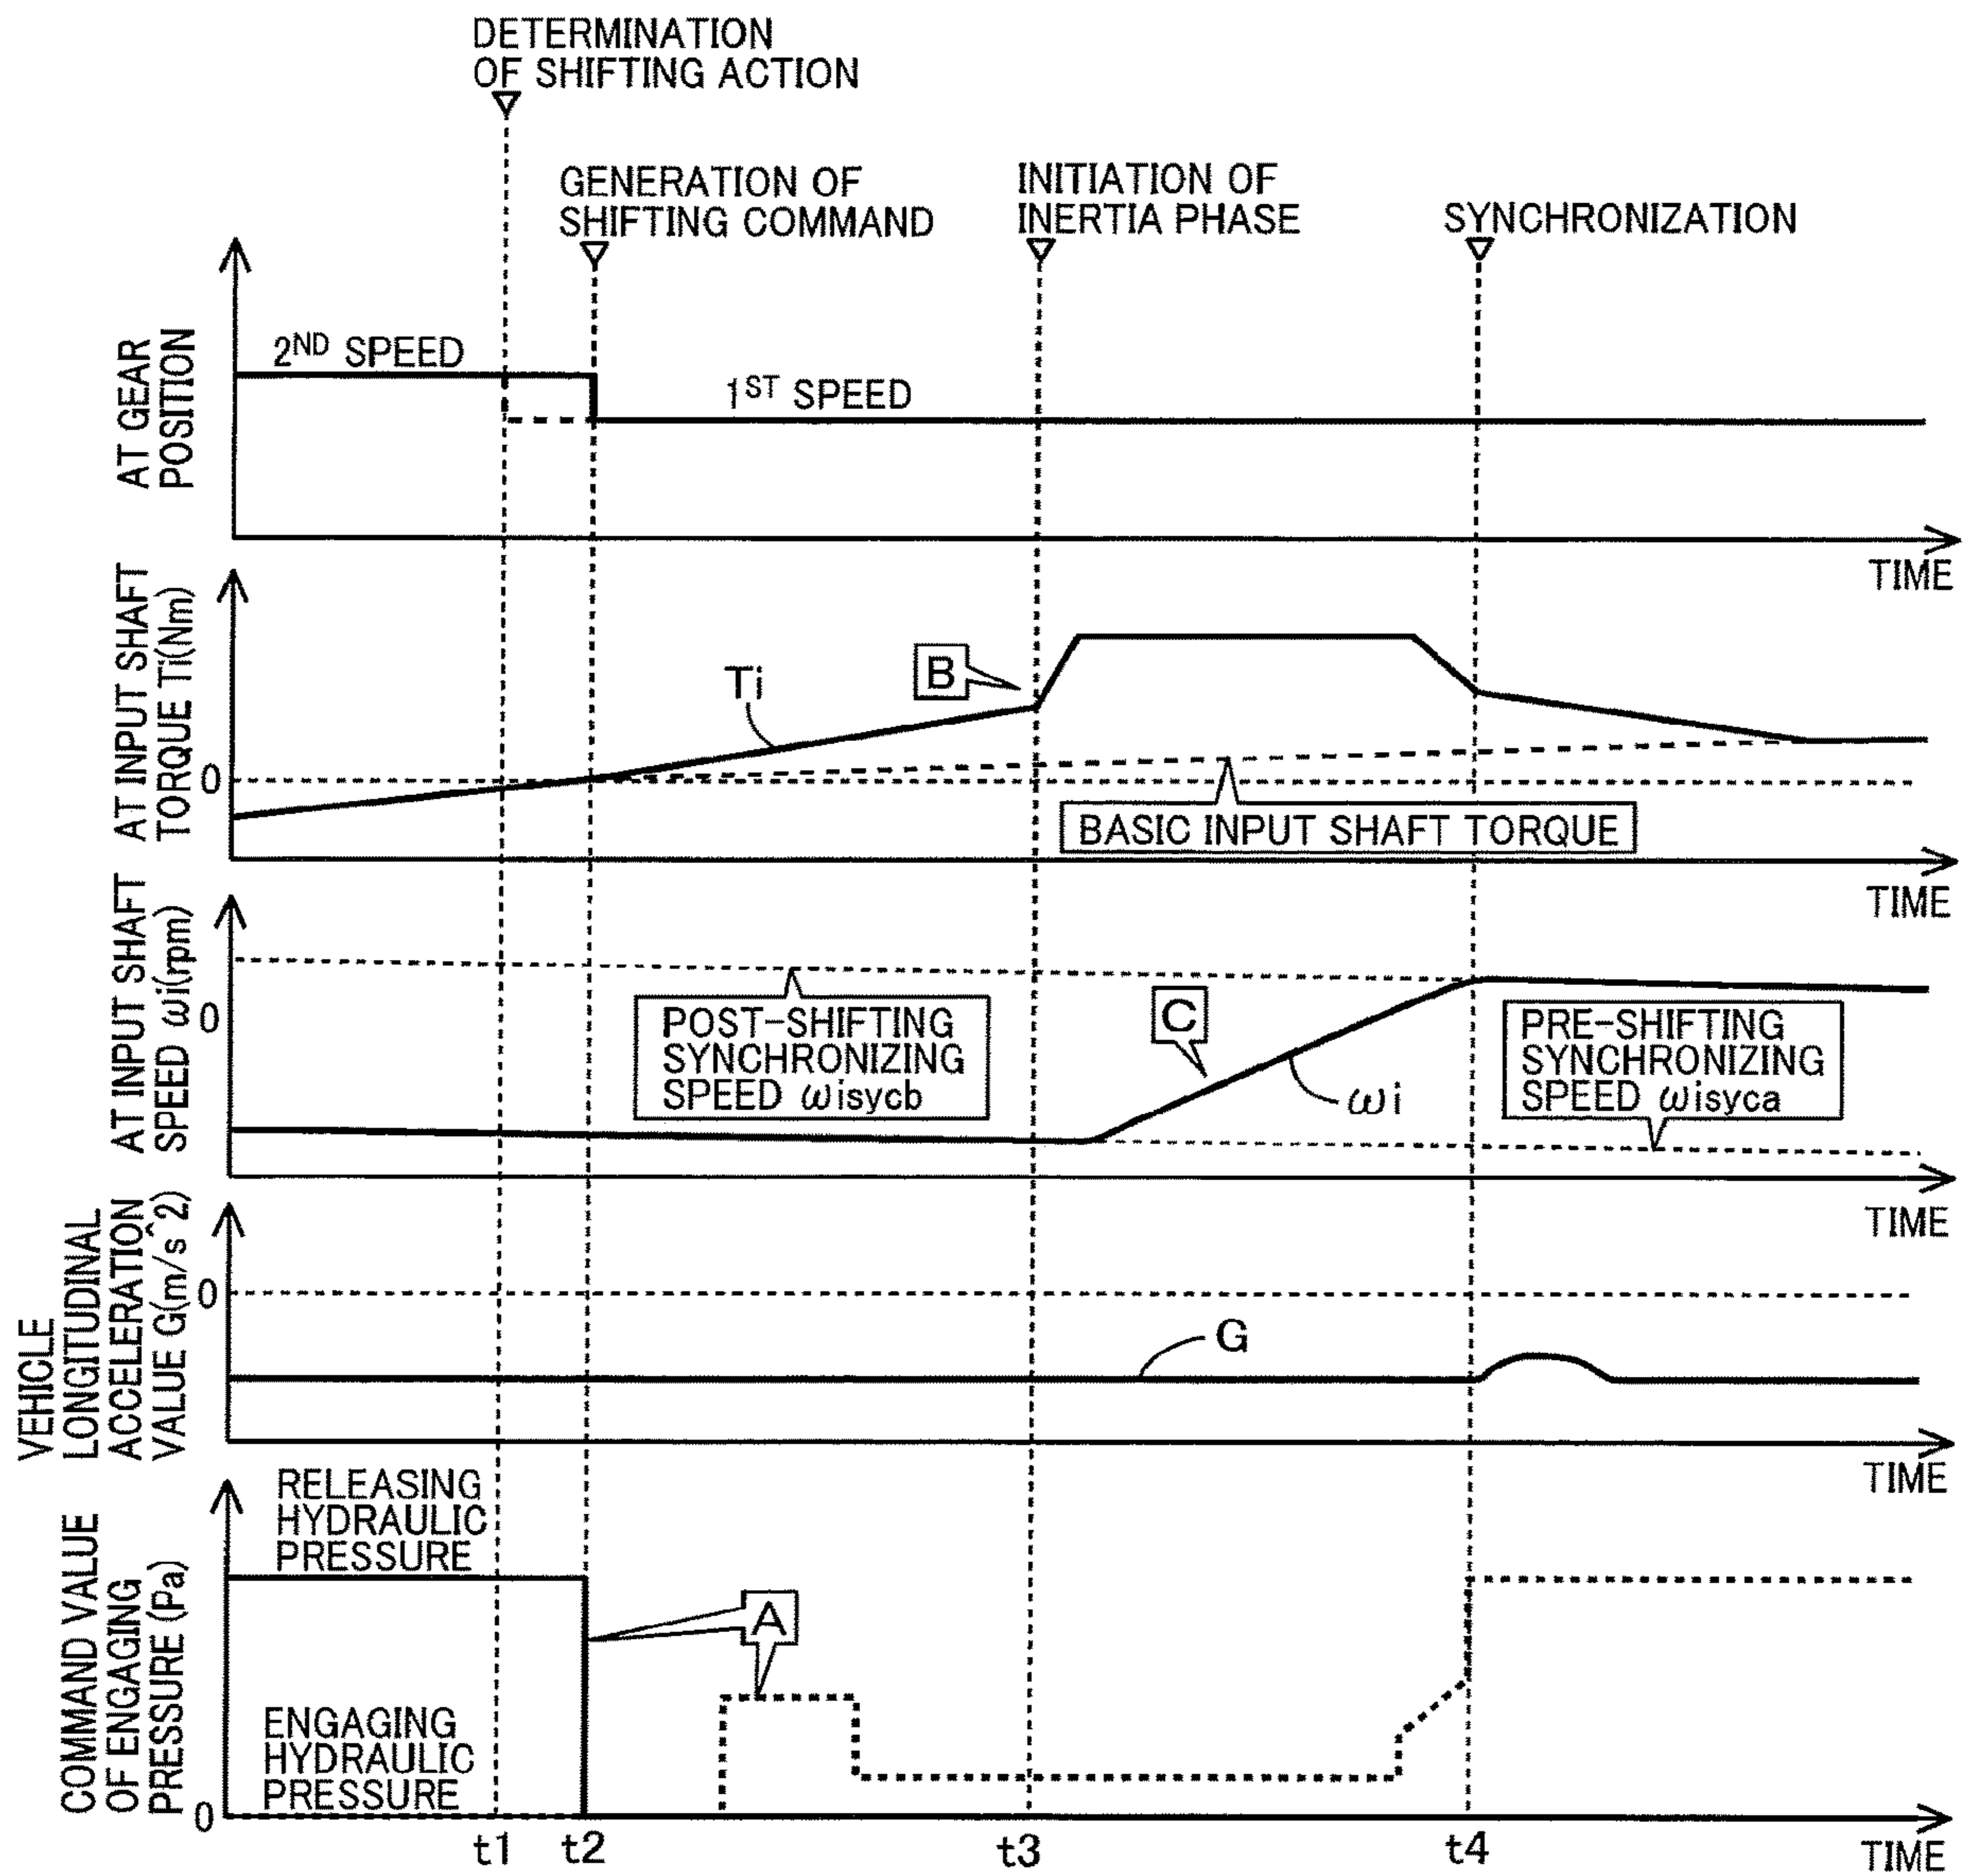 DETERMINATION
OF SHIFTING ACTION
GENERATION OF
SHIFTING COMMAND
INITIATION OF
INERTIA PHASE
SYNCHRONIZATION
AT GEAR
POSITION
2ND SPEED
1ST SPEED
TIME
AT INPUT SHAFT
TORQUE Ti(Nm)
0
Ti
B
BASIC INPUT SHAFT TORQUE
TIME
AT INPUT SHAFT
SPEED ωi(rpm)
0
POST-SHIFTING
SYNCHRONIZING
SPEED ωisycb
C
ωi
PRE-SHIFTING
SYNCHRONIZING
SPEED ωisyca
TIME
VEHICLE
LONGITUDINAL
ACCELERATION
VALUE G(m/s^2)
0
G
TIME
COMMAND VALUE
OF ENGAGING
PRESSURE (Pa)
RELEASING
HYDRAULIC
PRESSURE
A
ENGAGING
HYDRAULIC
PRESSURE
0
t1
t2
t3
t4
TIME